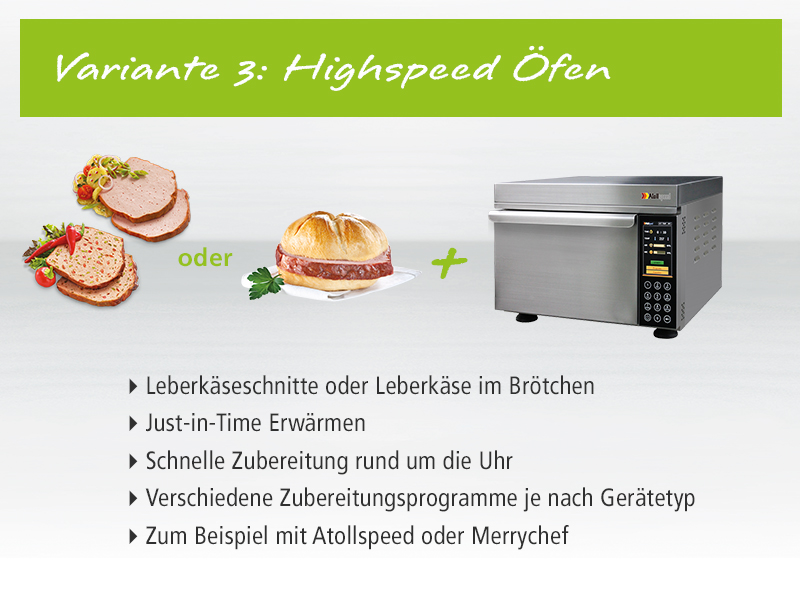 Variante 3: Highspeed Öfen
Atollspeed
oder
+
Leberkäseschnitte oder Leberkäse im Brötchen
Just-in-Time Erwärmen
Schnelle Zubereitung rund um die Uhr
Verschiedene Zubereitungsprogramme je nach Gerätetyp
Zum Beispiel mit Atollspeed oder Merrychef